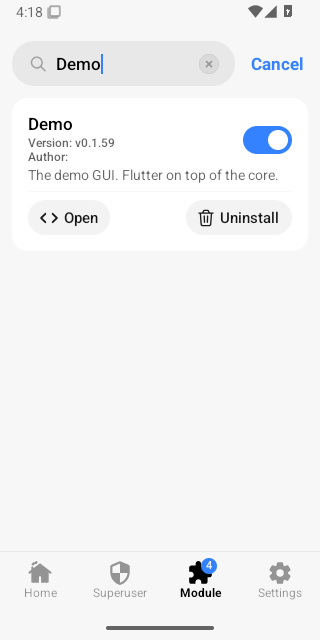 4:18
Demo
Cancel
Demo
Version: v0.1.59
Author:
The demo GUI. Flutter on top of the core.
Open
Uninstall
4
Home
Superuser
Module
Settings